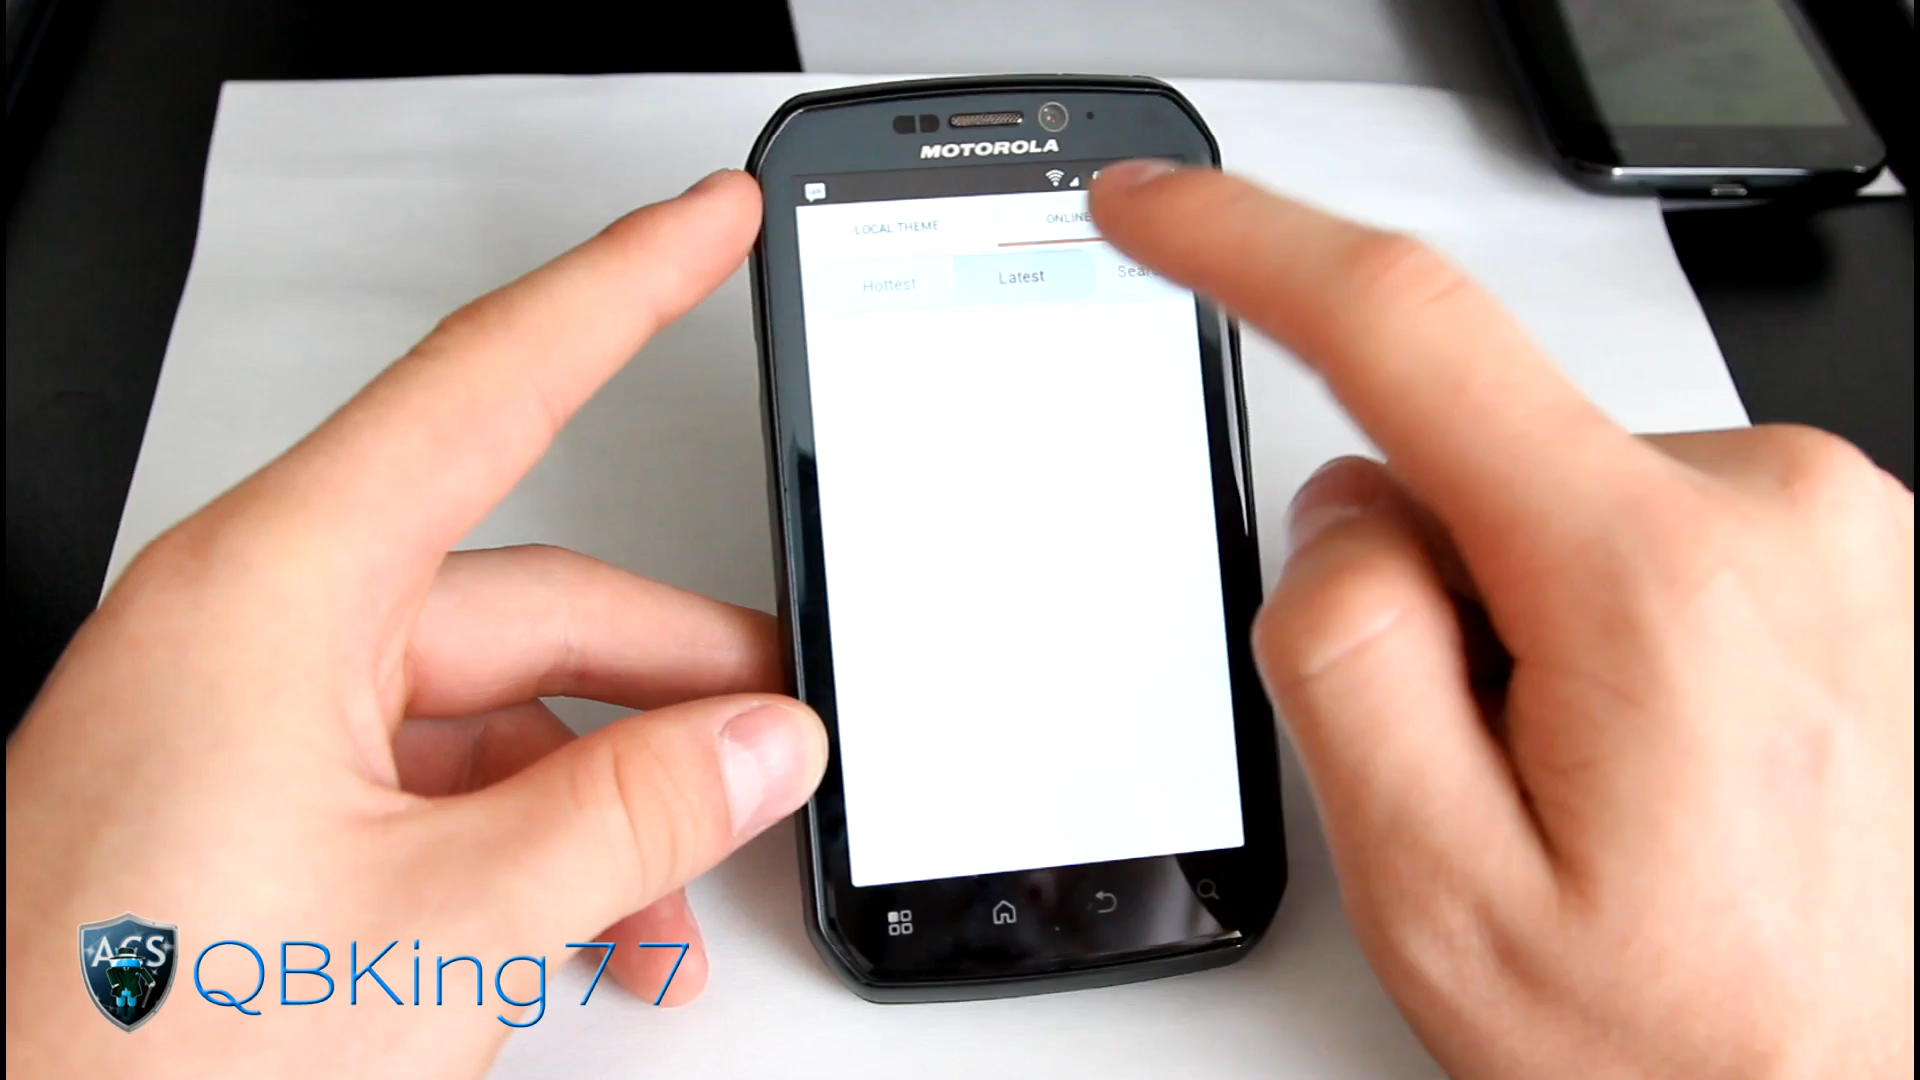 MOTOROLA
LOCAL THEME
ONLINE
Hottest
Latest
ACS
QBKing77